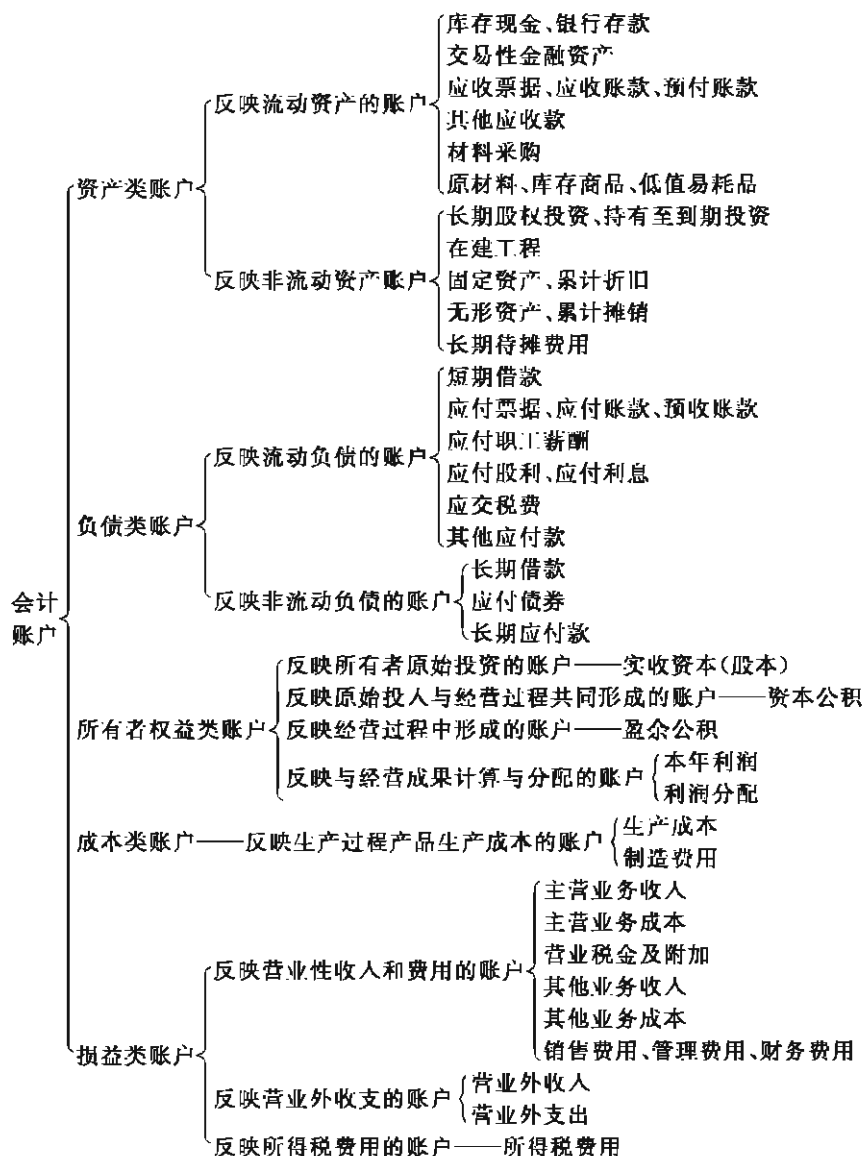 库存现金、银行存款
交易性金融资产
反映流动资产的账户
应收票据、应收账款、预付账款
其他应收款
材料采购
原材料、库存商品、低值易耗品
资产类账户
长期股权投资、持有至到期投资
在建工程
反映非流动资产账户
固定资产、累计折旧
无形资产、累计摊销
长期待摊费用
短期借款
应付票据、应付账款、预收账款
反映流动负债的账户
应付职工薪酬
应付股利、应付利息
应交税费
其他应付款
负债类账户
长期借款
反映非流动负债的账户
应付债券
长期应付款
会计
账户
反映所有者原始投资的账户——实收资本(股本)
反映原始投人与经营过程共同形成的账户——资本公积
所有者权益类账户
反映经营过程中形成的账户——盈余公积
反映与经营成果计算与分配的账户
本年利润
利润分配
成本类账户——反映生产过程产品生产成本的账户
生产成本
制造费用
主营业务收人
主营业务成本
反映营业性收人和费用的账户
营业税金及附加
其他业务收人
其他业务成本
销售费用、管理费用、财务费用
损益类账户
反映营业外收支的账户
营业外收人
营业外支出
反映所得税费用的账户——所得税费用